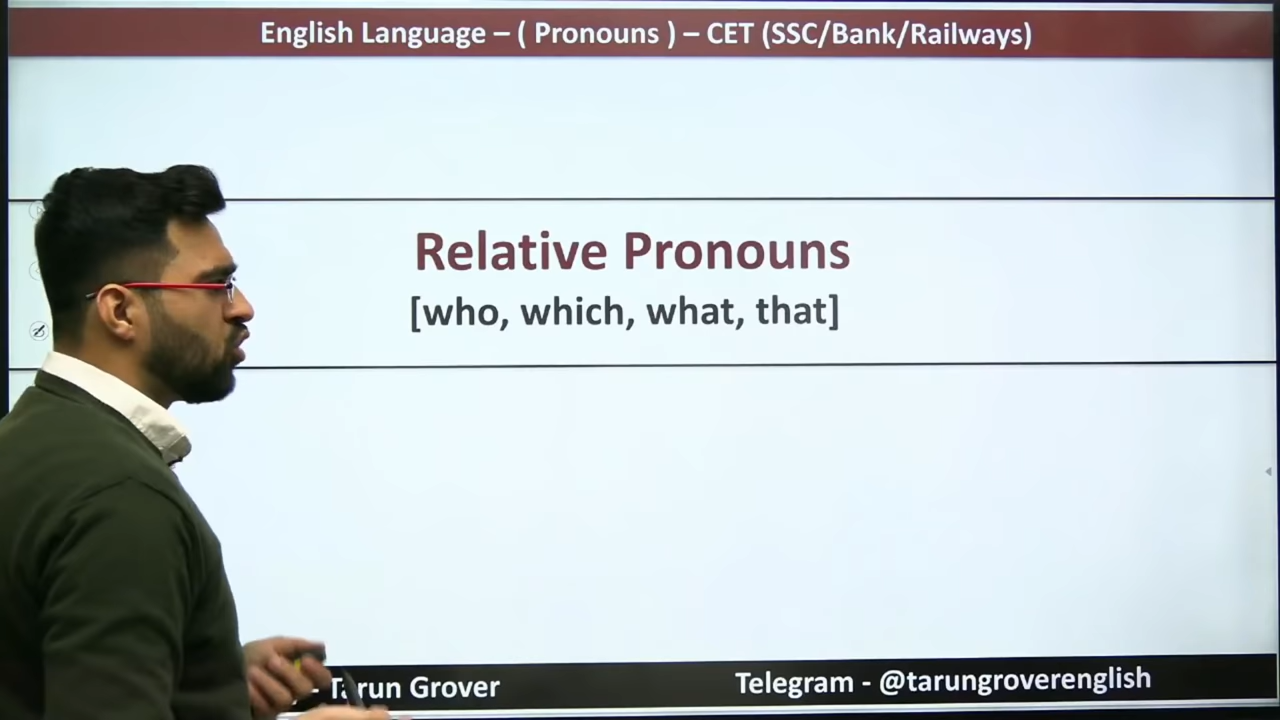 English Language – ( Pronouns ) – CET (SSC/Bank/Railways)
Relative Pronouns
[who, which, what, that]
- Tarun Grover
Telegram - @tarungroverenglish